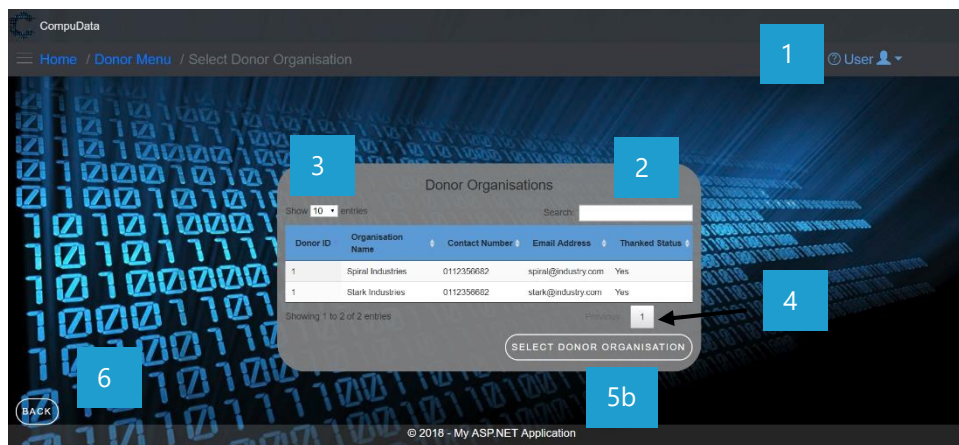 CompuData
Home / Donor Menu / Select Donor Organisation
1
User
3
2
Donor Organisations
Show 10 entries
Search:
Donor ID Organisation Name Contact Number Email Address Thanked Status
1 Spiral Industries 0112356682 spiral@industry.com Yes
1 Stark Industries 0112356682 stark@industry.com Yes
Showing 1 to 2 of 2 entries
Previous 1
4
SELECT DONOR ORGANISATION
6
5b
BACK
© 2018 - My ASP.NET Application